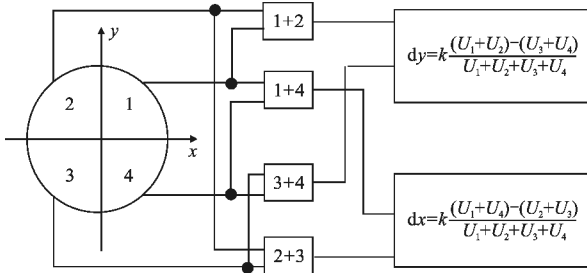 y
1+2
dy=k (U₁+U₂)−(U₃+U₄) / U₁+U₂+U₃+U₄
2 1
1+4
x
3 4
3+4
dx=k (U₁+U₄)−(U₂+U₃) / U₁+U₂+U₃+U₄
2+3